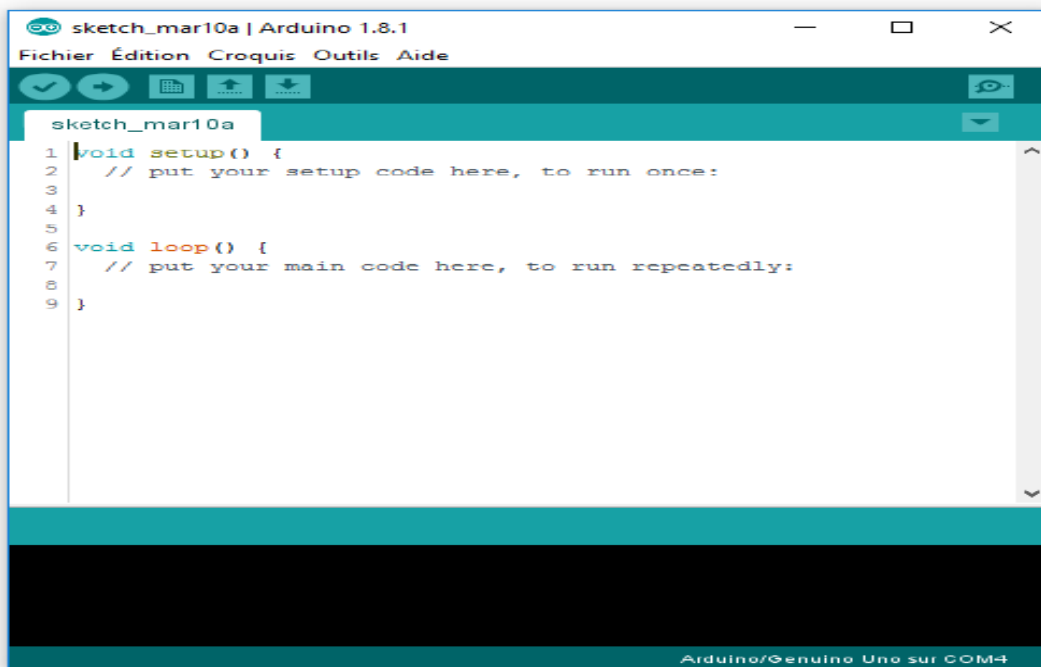 sketch_mar10a | Arduino 1.8.1
Fichier Édition Croquis Outils Aide
sketch_mar10a
1 void setup() {
2   // put your setup code here, to run once:
3
4 }
5
6 void loop() {
7   // put your main code here, to run repeatedly:
8
9 }
Arduino/Genuino Uno sur COM4